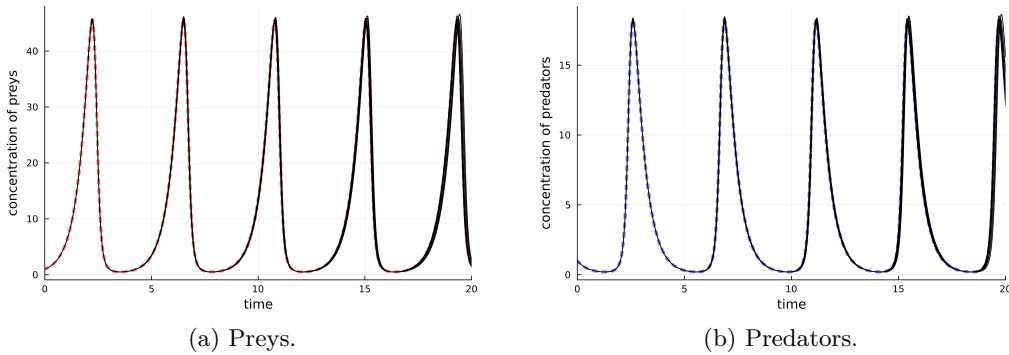 concentration of preys
40
30
20
10
0
0 5 10 15 20
time
(a) Preys.
concentration of predators
15
10
5
0
0 5 10 15 20
time
(b) Predators.